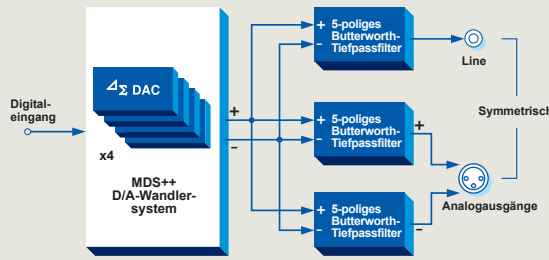 Digital-
eingang
ΔΣ DAC
x4
MDS++
D/A-Wandler-
system
+
–
+ 5-poliges
– Butterworth-
Tiefpassfilter
Line
+ 5-poliges
– Butterworth-
Tiefpassfilter
+
Symmetrisch
+ 5-poliges
– Butterworth-
Tiefpassfilter
–
Analogausgänge